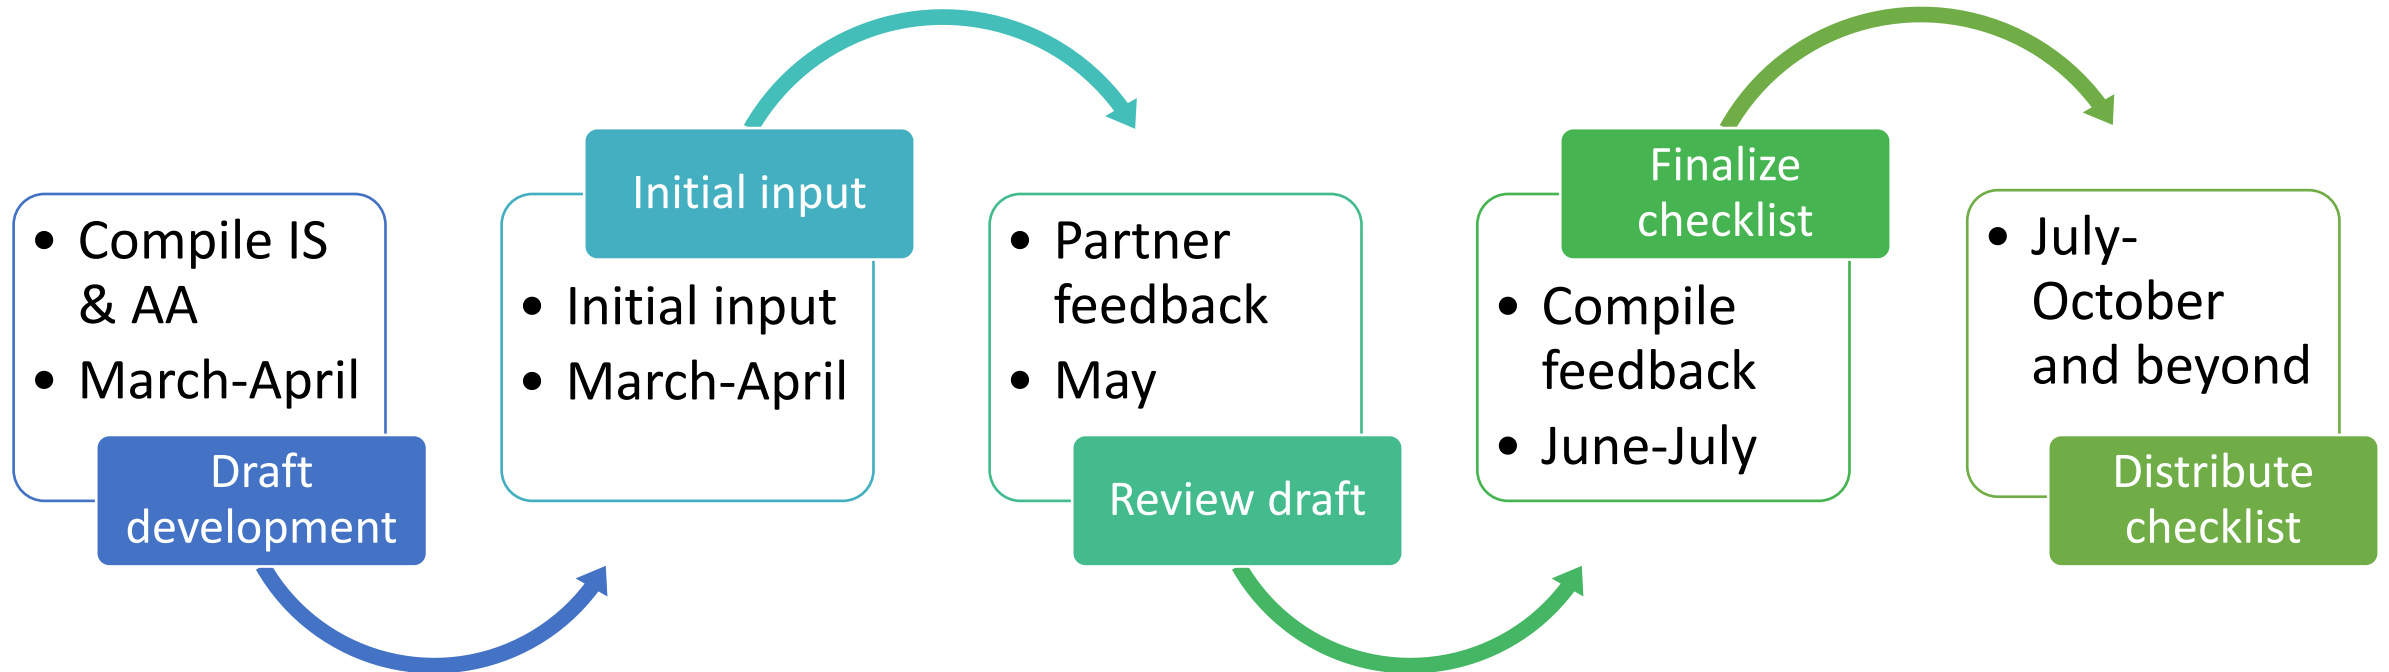 • Compile IS
& AA
• March-April
Draft
development
Initial input
• Initial input
• March-April
• Partner
feedback
• May
Review draft
Finalize
checklist
• Compile
feedback
• June-July
• July-
October
and beyond
Distribute
checklist